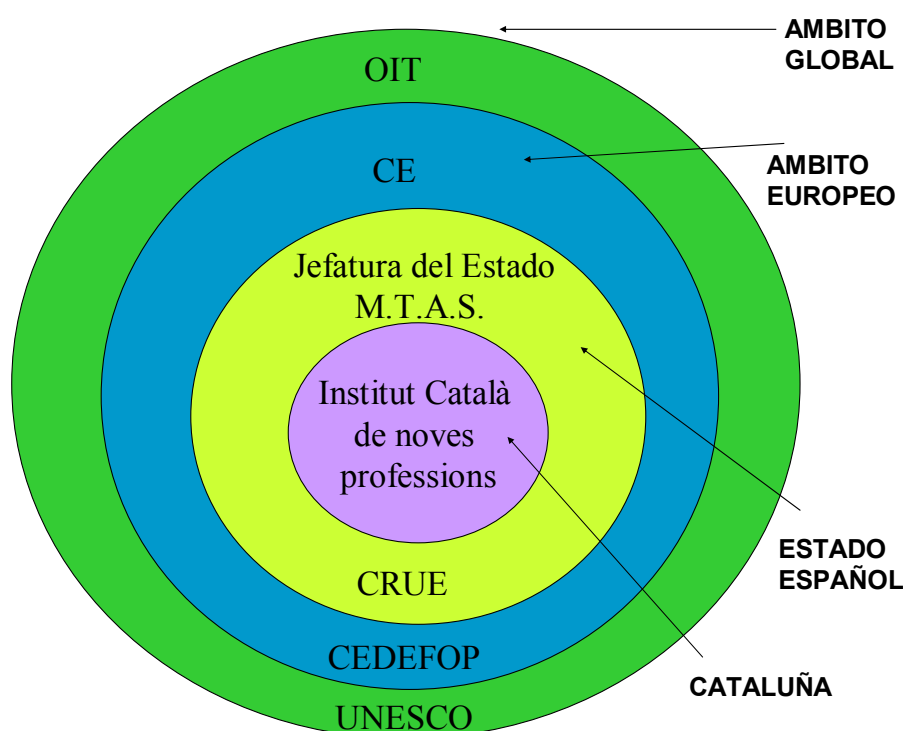 AMBITO
GLOBAL
OIT
CE
AMBITO
EUROPEO
Jefatura del Estado
M.T.A.S.
Institut Català
de noves
professions
ESTADO
ESPAÑOL
CRUE
CEDEFOP
CATALUÑA
UNESCO